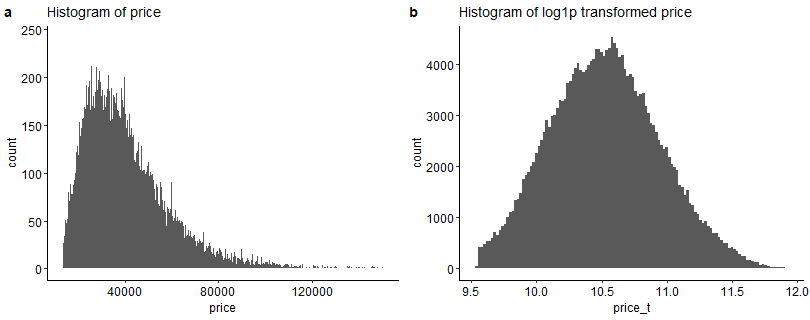 a Histogram of price
250
200
150
100
50
0
count
40000 80000 120000
price
b Histogram of log1p transformed price
4000
3000
2000
1000
0
count
9.5 10.0 10.5 11.0 11.5 12.0
price_t